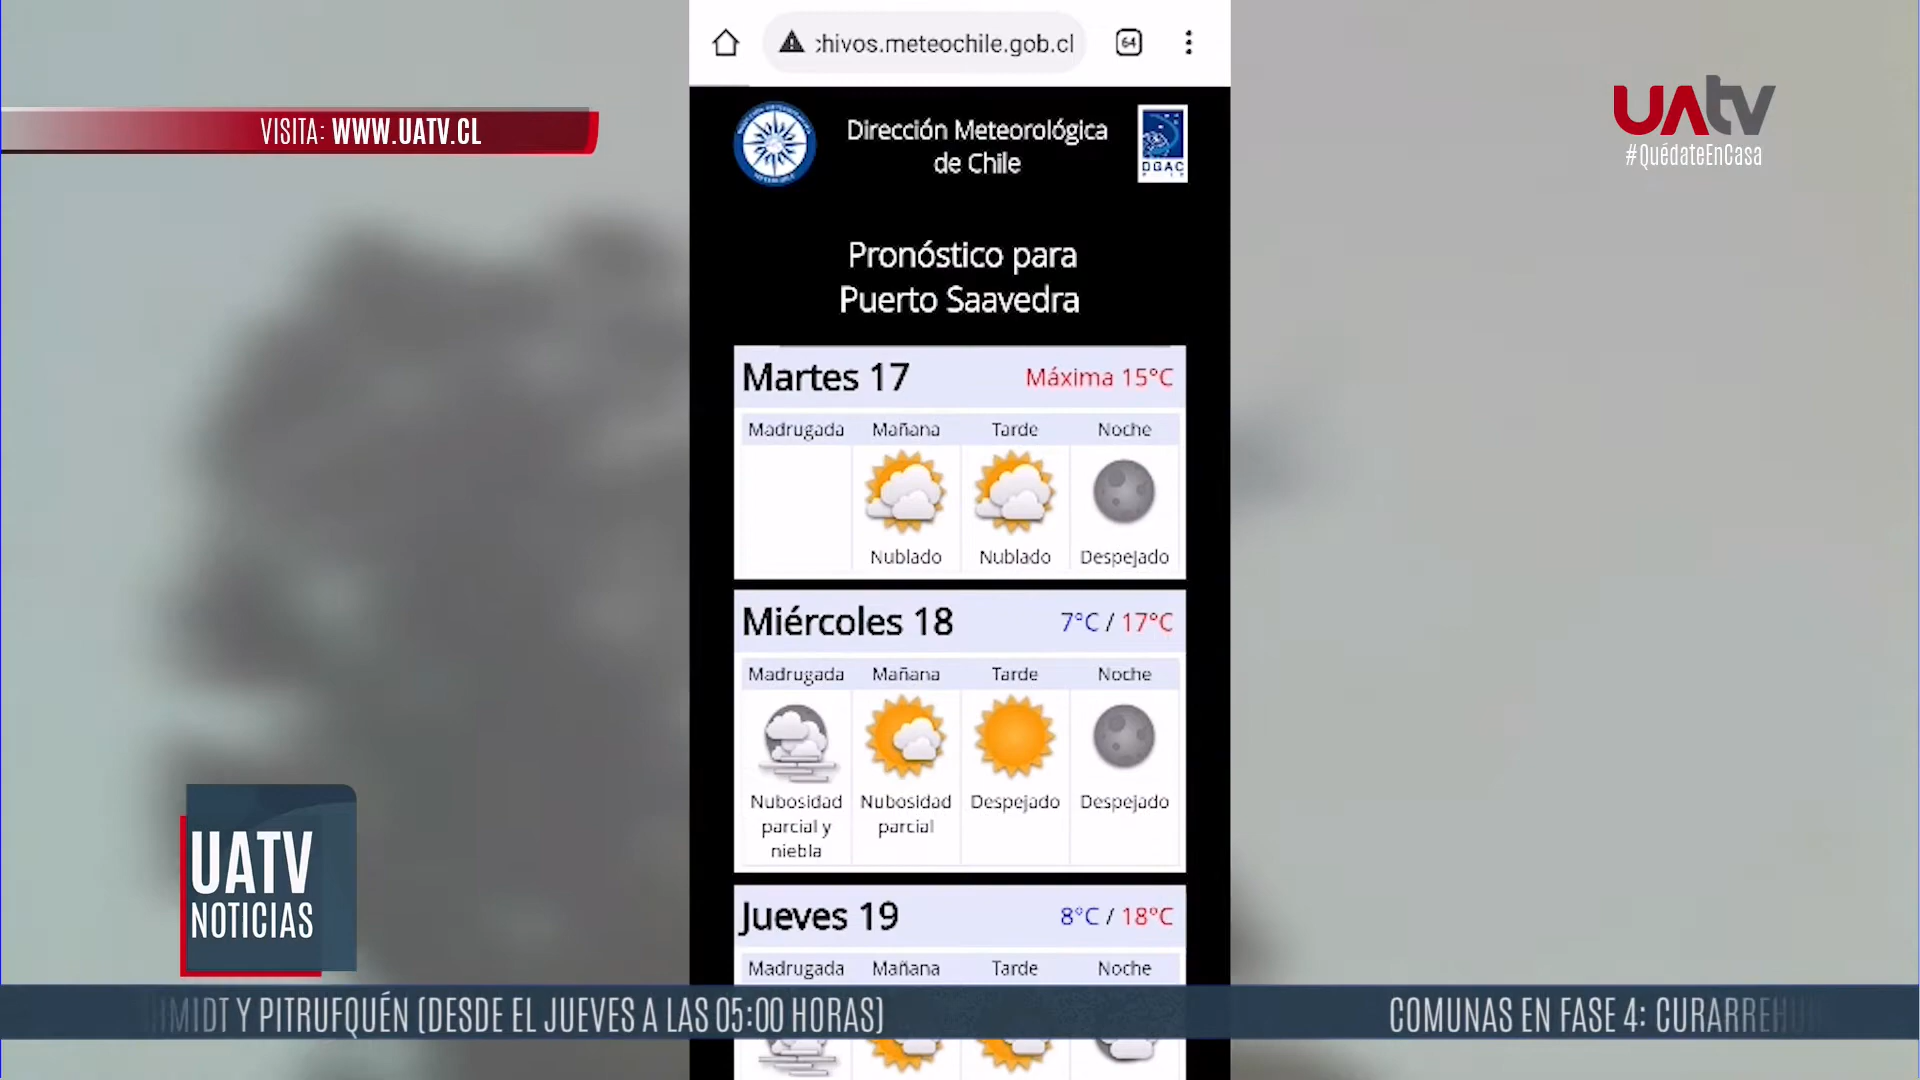 chivos.meteochile.gob.cl
64
VISITA: WWW.UATV.CL
UATV
#QuédateEnCasa
Dirección Meteorológica
de Chile
DGAC
Pronóstico para
Puerto Saavedra
Martes 17 Máxima 15°C
Madrugada Mañana Tarde Noche
Nublado Nublado Despejado
Miércoles 18 7°C / 17°C
Madrugada Mañana Tarde Noche
Nubosidad parcial y niebla
Nubosidad parcial
Despejado
Despejado
Jueves 19 8°C / 18°C
Madrugada Mañana Tarde Noche
UATV
NOTICIAS
MIDT Y PITRUFQUÉN (DESDE EL JUEVES A LAS 05:00 HORAS)
COMUNAS EN FASE 4: CURARREHU